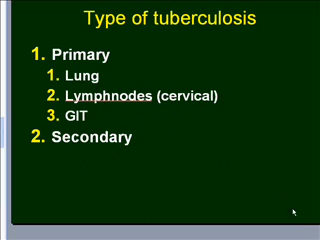 Type of tuberculosis
1. Primary
1. Lung
2. Lymphnodes (cervical)
3. GIT
2. Secondary